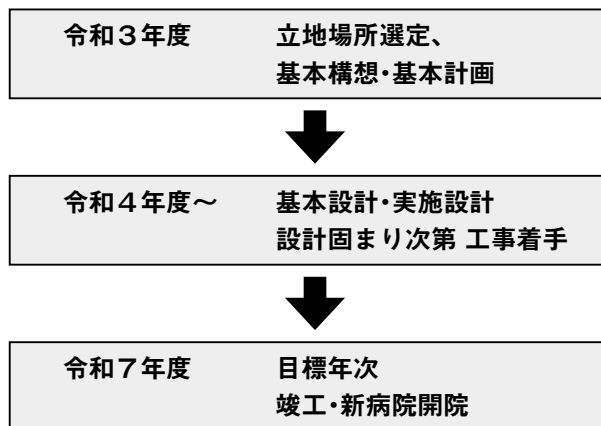 令和３年度 立地場所選定、
基本構想・基本計画
令和４年度～ 基本設計・実施設計
設計固まり次第 工事着手
令和７年度 目標年次
竣工・新病院開院